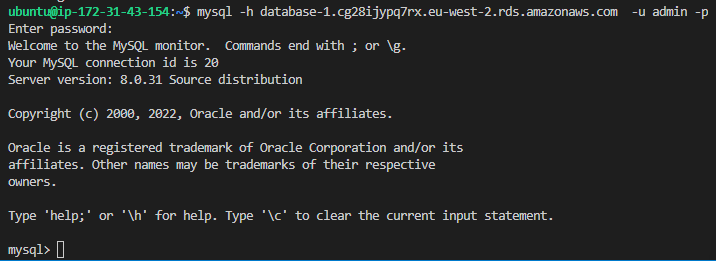 ubuntu@ip-172-31-43-154:~$ mysql -h database-1.cg28ijypq7rx.eu-west-2.rds.amazonaws.com  -u admin -p
Enter password:
Welcome to the MySQL monitor.  Commands end with ; or \g.
Your MySQL connection id is 20
Server version: 8.0.31 Source distribution
Copyright (c) 2000, 2022, Oracle and/or its affiliates.
Oracle is a registered trademark of Oracle Corporation and/or its
affiliates. Other names may be trademarks of their respective
owners.
Type 'help;' or '\h' for help. Type '\c' to clear the current input statement.
mysql>